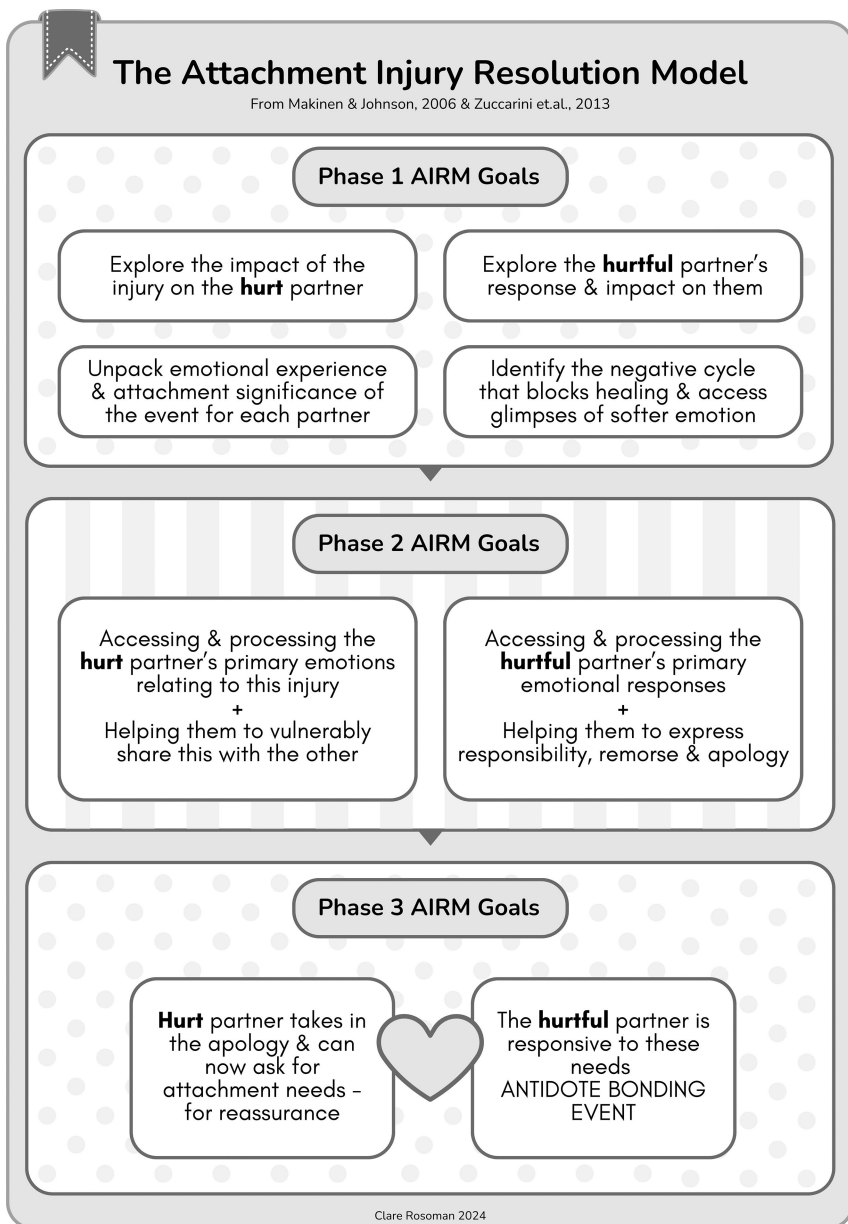 The Attachment Injury Resolution Model
From Makinen & Johnson, 2006 & Zuccarini et.al., 2013
Phase 1 AIRM Goals
Explore the impact of the
injury on the hurt partner
Explore the hurtful partner's
response & impact on them
Unpack emotional experience
& attachment significance of
the event for each partner
Identify the negative cycle
that blocks healing & access
glimpses of softer emotion
Phase 2 AIRM Goals
Accessing & processing the
hurt partner's primary emotions
relating to this injury
+
Helping them to vulnerably
share this with the other
Accessing & processing the
hurtful partner's primary
emotional responses
+
Helping them to express
responsibility, remorse & apology
Phase 3 AIRM Goals
Hurt partner takes in
the apology & can
now ask for
attachment needs -
for reassurance
The hurtful partner is
responsive to these
needs
ANTIDOTE BONDING
EVENT
Clare Rosoman 2024